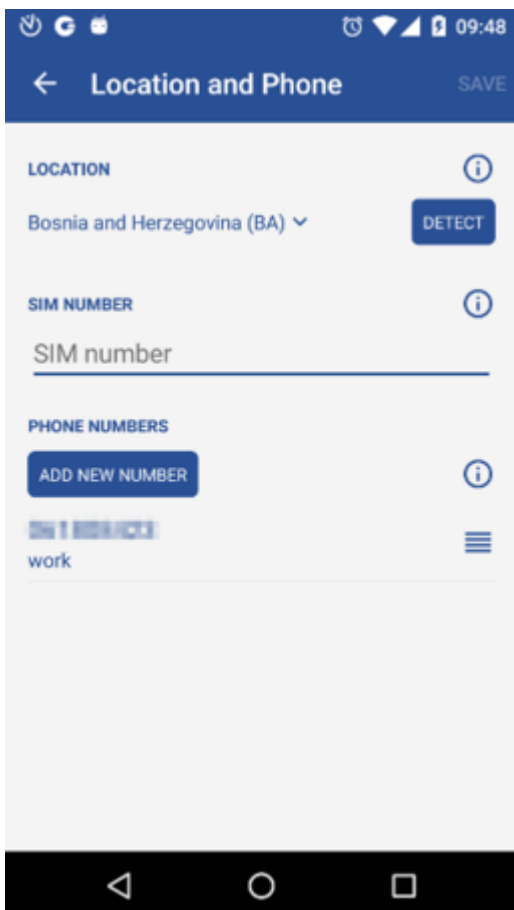 09:48
Location and Phone SAVE
LOCATION
Bosnia and Herzegovina (BA)
DETECT
SIM NUMBER
SIM number
PHONE NUMBERS
ADD NEW NUMBER
work